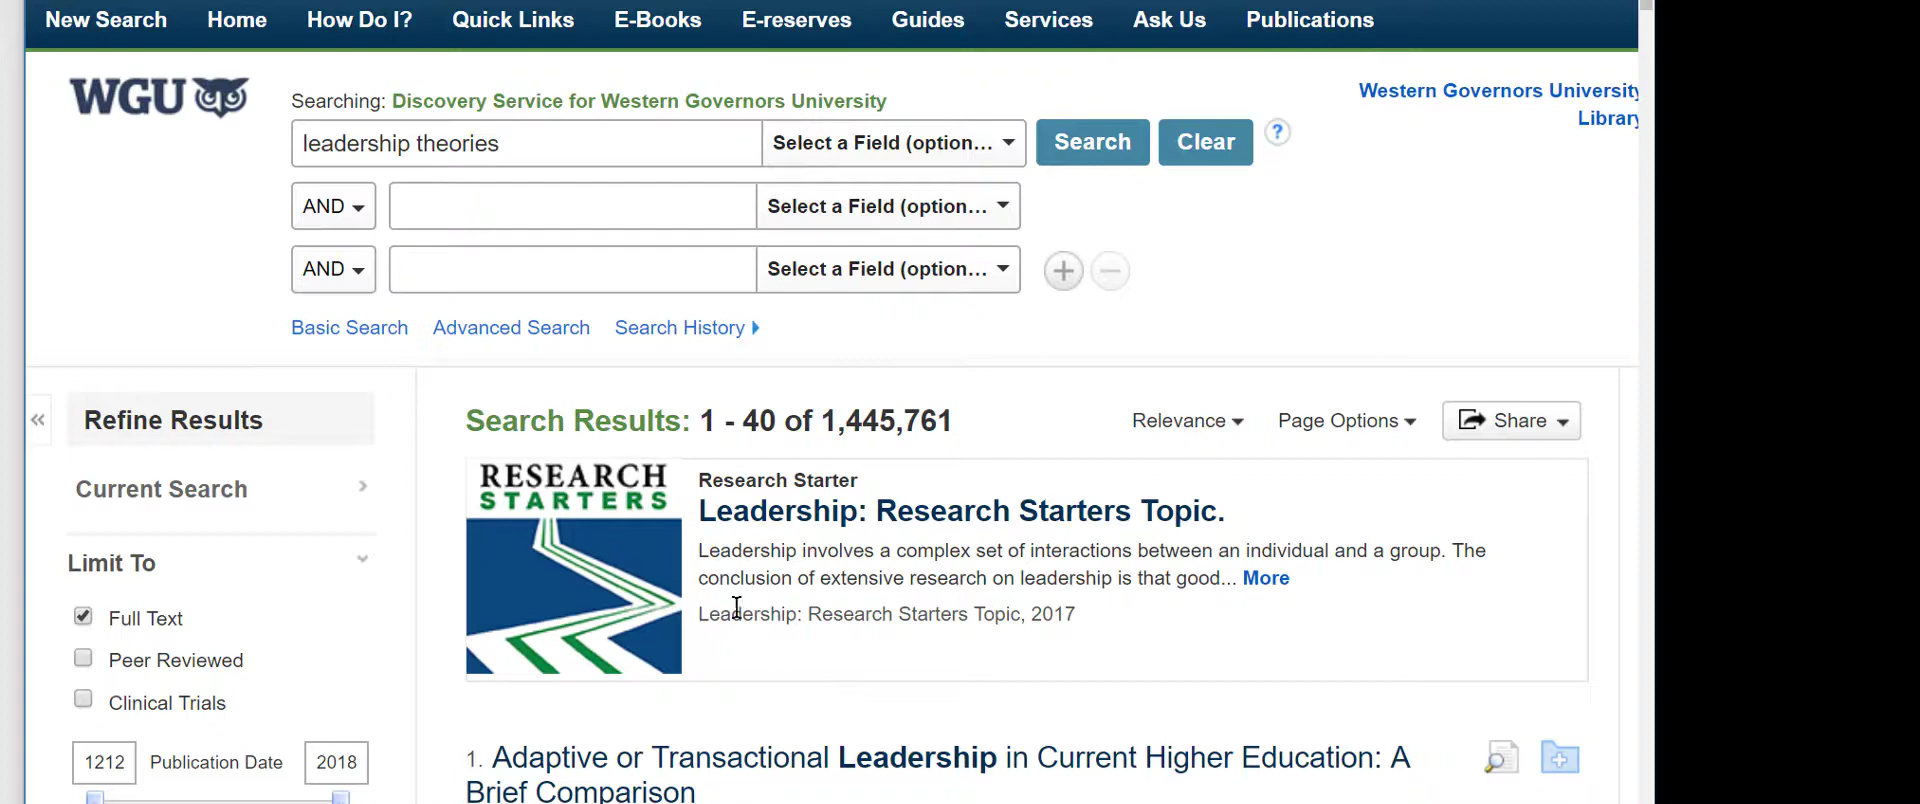 New Search Home How Do I? Quick Links E-Books E-reserves Guides Services Ask Us Publications
WGU
Searching: Discovery Service for Western Governors University
Western Governors University
Library
leadership theories Select a Field (option... Search Clear ?
AND Select a Field (option...
AND Select a Field (option...
Basic Search Advanced Search Search History
Refine Results
Current Search
Limit To
Full Text
Peer Reviewed
Clinical Trials
1212 Publication Date 2018
Search Results: 1 - 40 of 1,445,761 Relevance Page Options Share
RESEARCH
STARTERS
Research Starter
Leadership: Research Starters Topic.
Leadership involves a complex set of interactions between an individual and a group. The
conclusion of extensive research on leadership is that good... More
Leadership: Research Starters Topic, 2017
1. Adaptive or Transactional Leadership in Current Higher Education: A
Brief Comparison